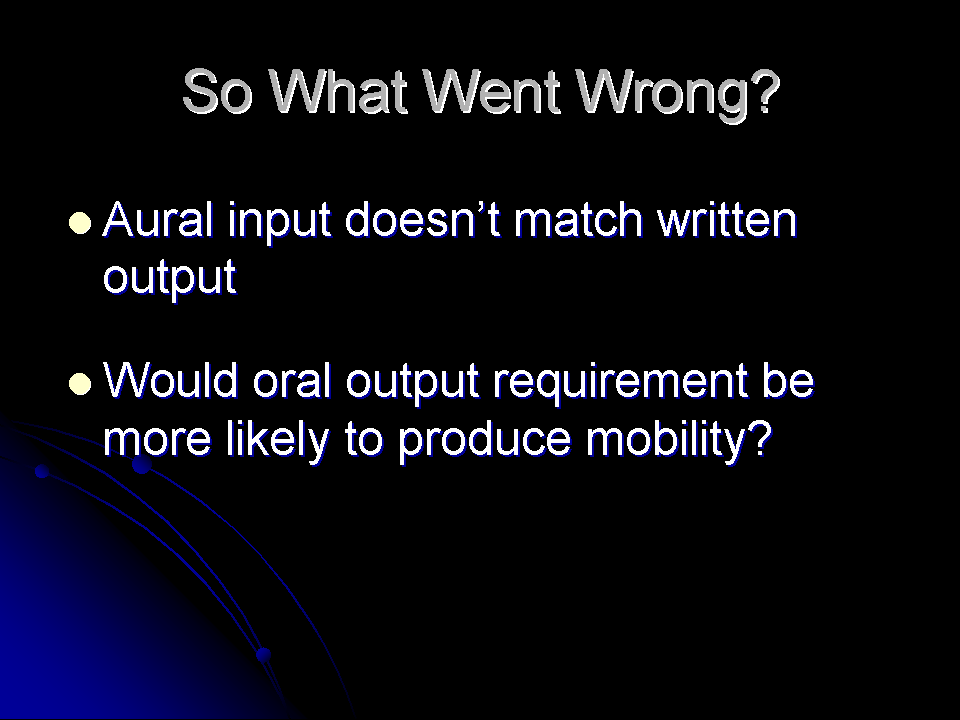 So What Went Wrong?
Aural input doesn’t match written
output
Would oral output requirement be
more likely to produce mobility?